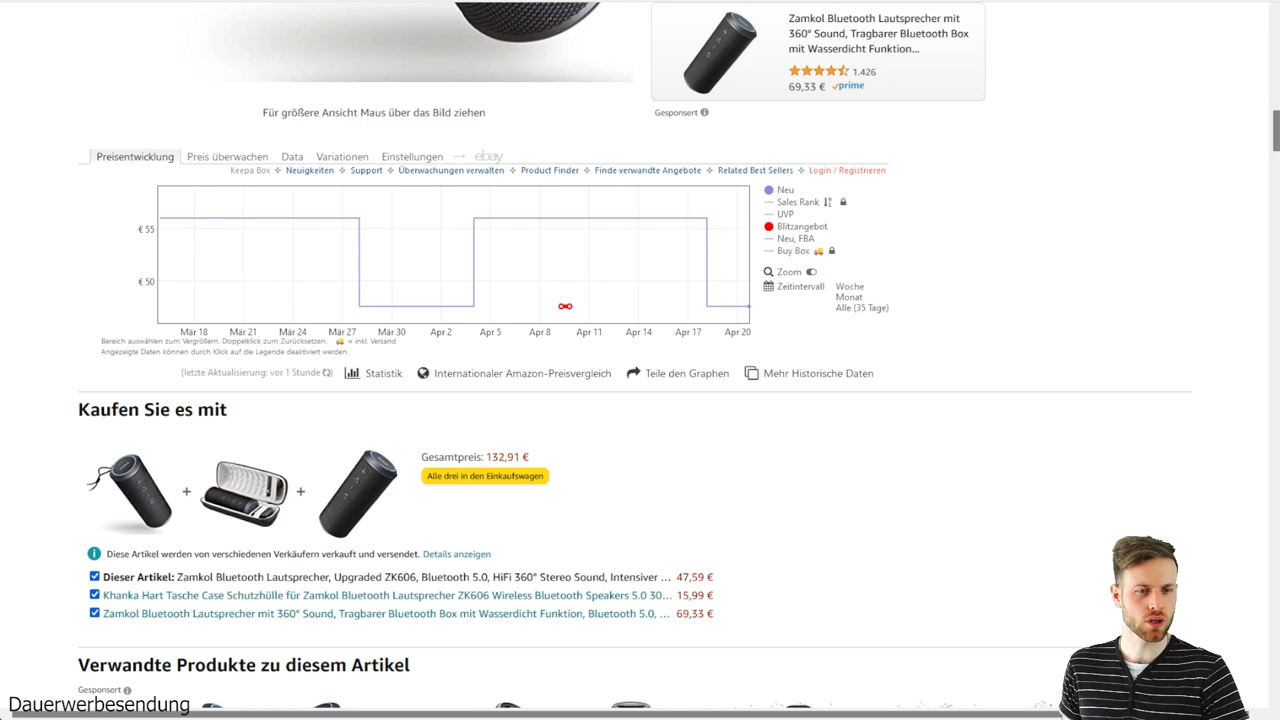 Zamkol Bluetooth Lautsprecher mit
360° Sound, Tragbarer Bluetooth Box
mit Wasserdicht Funktion...
1.426
69,33 € prime
Für größere Ansicht Maus über das Bild ziehen
Gesponsert
Preisentwicklung Preis überwachen Data Variationen Einstellungen ebay
Keepa Box Neuigkeiten Support Überwachungen verwalten Product Finder Finde verwandte Angebote Related Best Sellers Login / Registrieren
€ 55
€ 50
Mär 18 Mär 21 Mär 24 Mär 27 Mär 30 Apr 2 Apr 5 Apr 8 Apr 11 Apr 14 Apr 17 Apr 20
Neu
Sales Rank
UVP
Blitzangebot
Neu, FBA
Buy Box
Zoom
Zeitintervall Woche
Monat
Alle (35 Tage)
Bereich auswählen zum Vergrößern. Doppelklick zum Zurücksetzen. = inkl. Versand
Angezeigte Daten können durch Klick auf die Legende deaktiviert werden.
(letzte Aktualisierung: vor 1 Stunde) Statistik Internationaler Amazon-Preisvergleich Teile den Graphen Mehr Historische Daten
Kaufen Sie es mit
+ +
Gesamtpreis: 132,91 €
Alle drei in den Einkaufswagen
Diese Artikel werden von verschiedenen Verkäufern verkauft und versendet. Details anzeigen
Dieser Artikel: Zamkol Bluetooth Lautsprecher, Upgraded ZK606, Bluetooth 5.0, HiFi 360° Stereo Sound, Intensiver ... 47,59 €
Khanka Hart Tasche Case Schutzhülle für Zamkol Bluetooth Lautsprecher ZK606 Wireless Bluetooth Speakers 5.0 30... 15,99 €
Zamkol Bluetooth Lautsprecher mit 360° Sound, Tragbarer Bluetooth Box mit Wasserdicht Funktion, Bluetooth 5.0, ... 69,33 €
Verwandte Produkte zu diesem Artikel
Gesponsert
Dauerwerbesendung